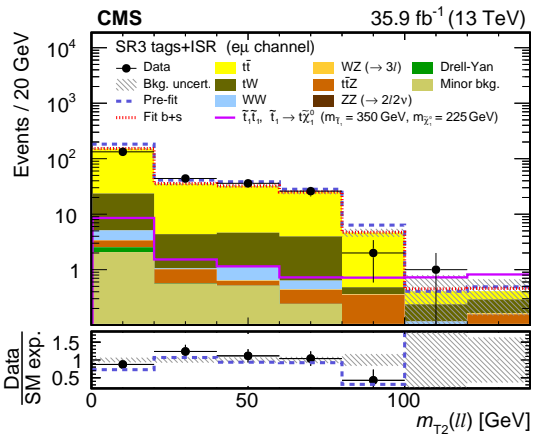 CMS 35.9 fb⁻¹ (13 TeV)
SR3 tags+ISR (eμ channel)
Data tt̄ WZ (→ 3l) Drell-Yan
Bkg. uncert. tW tt̄Z Minor bkg.
Pre-fit WW ZZ (→ 2l2ν)
Fit b+s t̃₁t̃₁, t̃₁ → tχ̃₁⁰ (m_t̃₁ = 350 GeV, m_χ̃₁⁰ = 225 GeV)
Events / 20 GeV
10⁴
10³
10²
10
1
Data
SM exp.
1.5
1
0.5
0 50 100
m_T2(ll) [GeV]